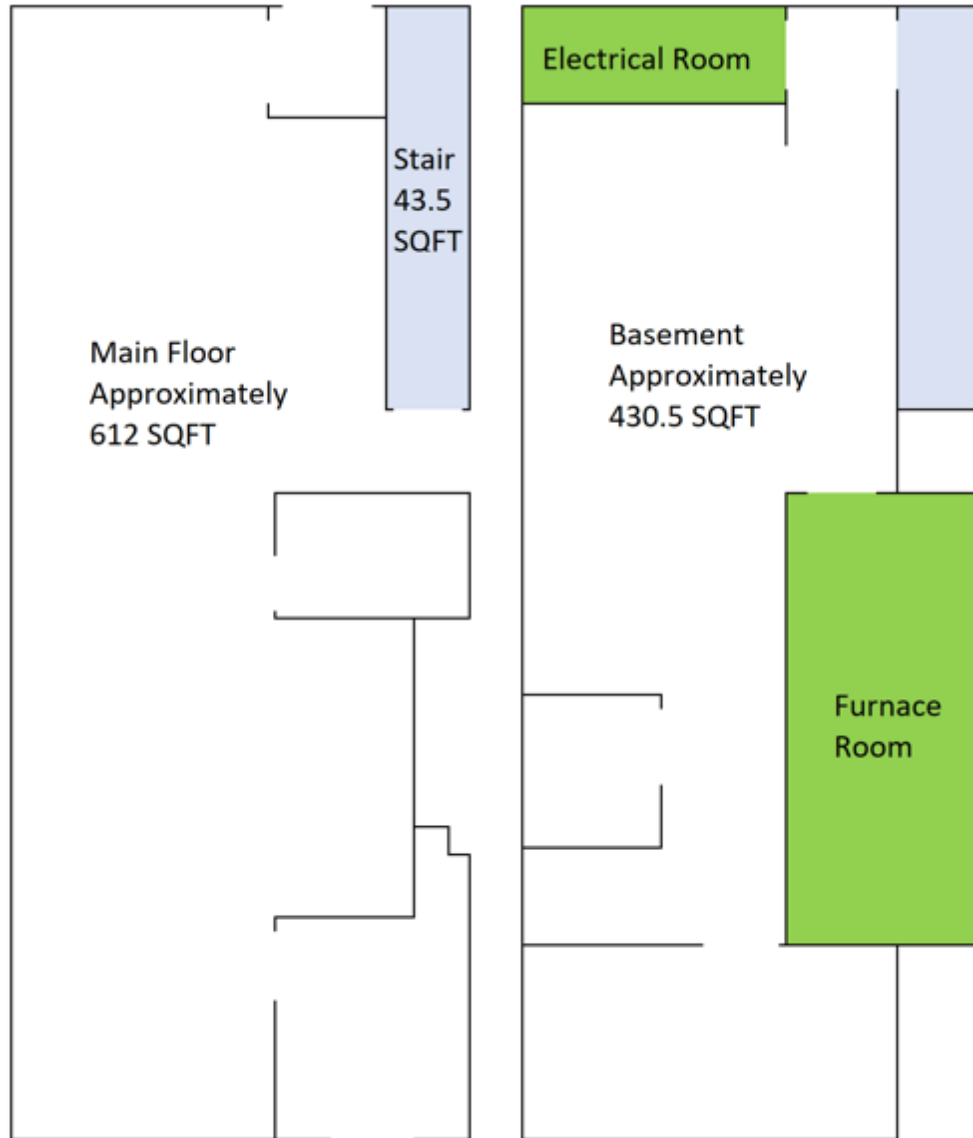 Stair
43.5
SQFT
Main Floor
Approximately
612 SQFT
Electrical Room
Basement
Approximately
430.5 SQFT
Furnace
Room